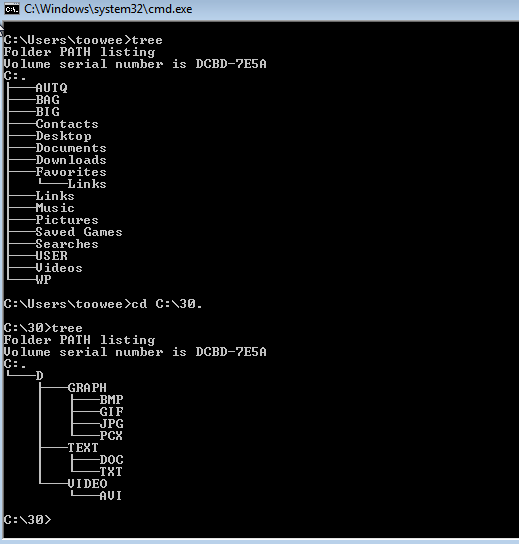 C:\Windows\system32\cmd.exe
C:\Users\toowee>tree
Folder PATH listing
Volume serial number is DCBD-7E5A
C:.
├───AUTQ
├───BAG
├───BIG
├───Contacts
├───Desktop
├───Documents
├───Downloads
├───Favorites
│   └───Links
├───Links
├───Music
├───Pictures
├───Saved Games
├───Searches
├───USER
├───Videos
└───WP
C:\Users\toowee>cd C:\30.
C:\30>tree
Folder PATH listing
Volume serial number is DCBD-7E5A
C:.
└───D
    ├───GRAPH
    │   ├───BMP
    │   ├───GIF
    │   ├───JPG
    │   └───PCX
    ├───TEXT
    │   ├───DOC
    │   └───TXT
    └───VIDEO
        └───AVI
C:\30>